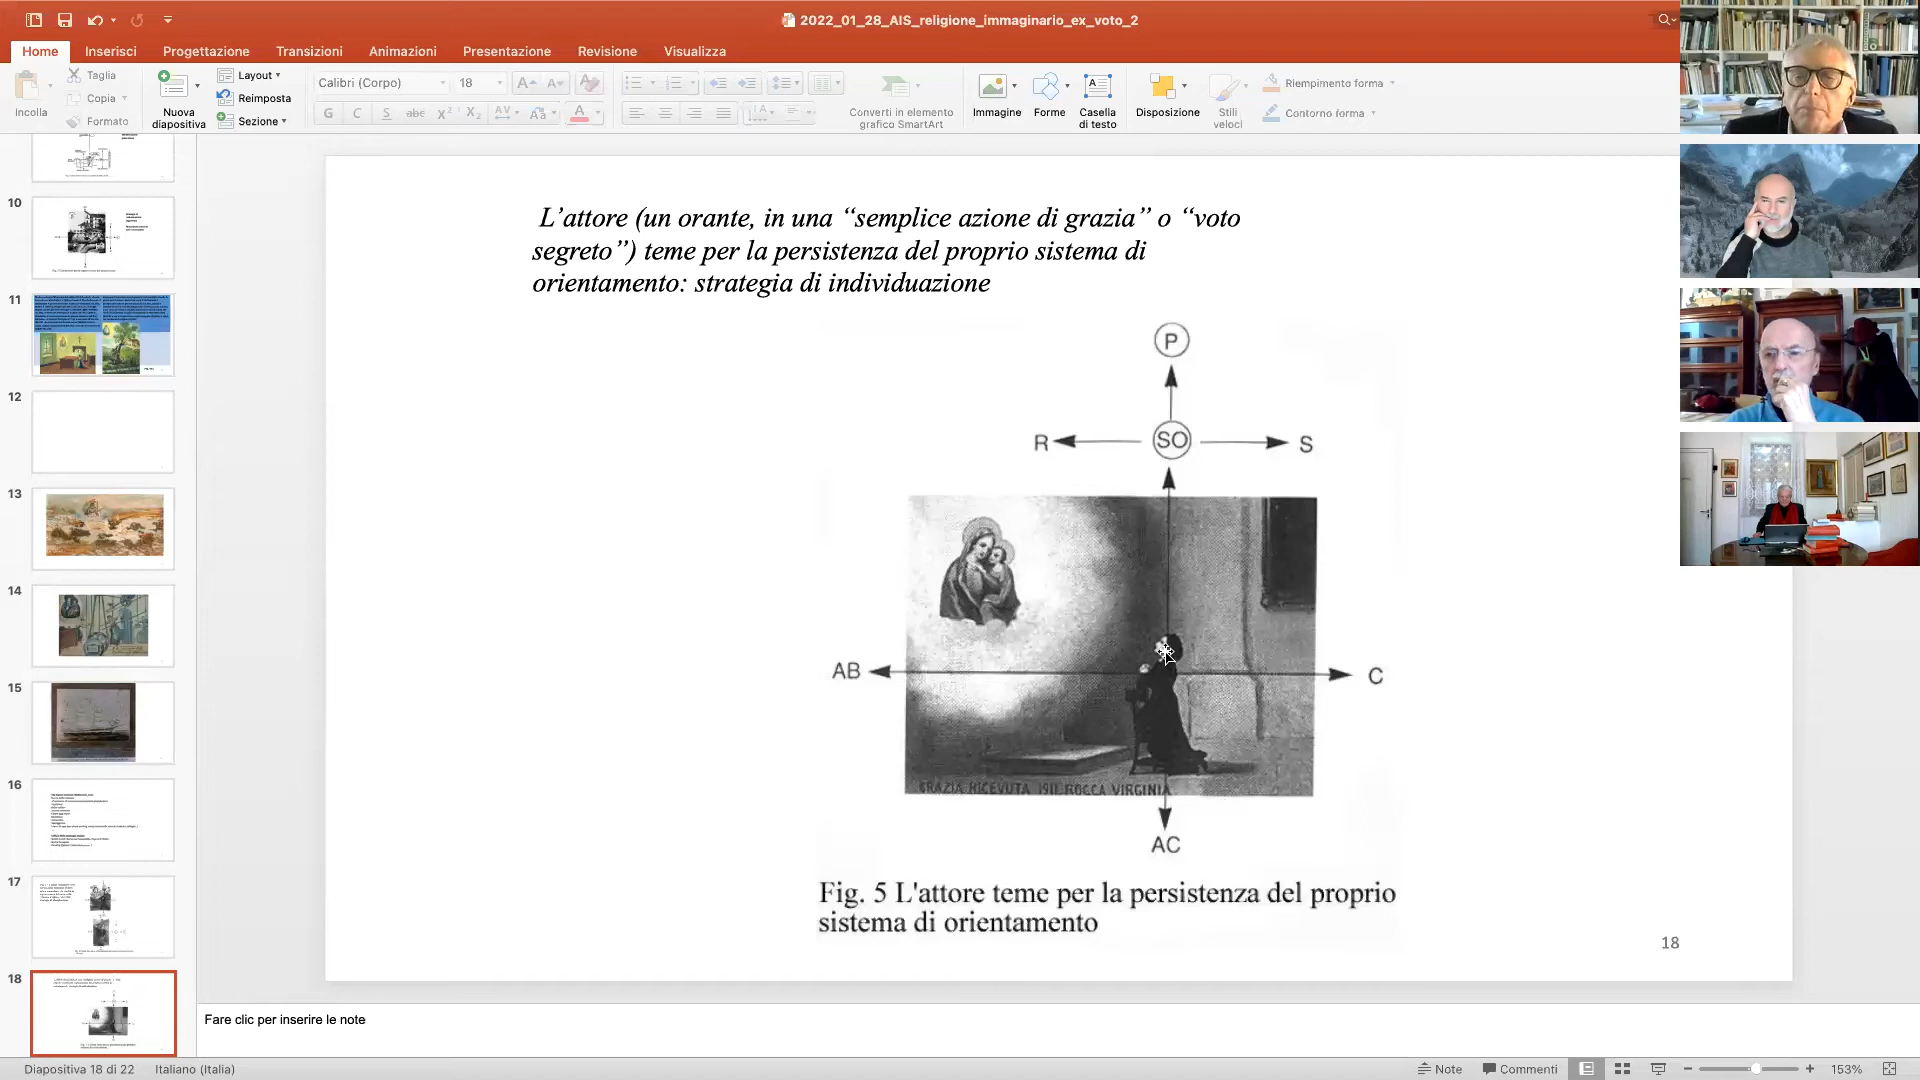 2022_01_28_AIS_religione_immaginario_ex_voto_2
Home Inserisci Progettazione Transizioni Animazioni Presentazione Revisione Visualizza
Incolla
Taglia
Copia
Formato
Nuova
diapositiva
Layout
Reimposta
Sezione
Calibri (Corpo) 18
G C S abc X² X₂ AV Aa A
Converti in elemento
grafico SmartArt
Immagine
Forme
Casella
di testo
Disposizione
Stili
veloci
Riempimento forma
Contorno forma
10
11
12
13
14
15
16
17
18
L'attore (un orante, in una “semplice azione di grazia” o “voto
segreto”) teme per la persistenza del proprio sistema di
orientamento: strategia di individuazione
P
R SO S
AB C
GRAZIA RICEVUTA 1911 ROCCA VIRGINIA
AC
Fig. 5 L'attore teme per la persistenza del proprio
sistema di orientamento
18
Fare clic per inserire le note
Diapositiva 18 di 22 Italiano (Italia)
Note Commenti 153%